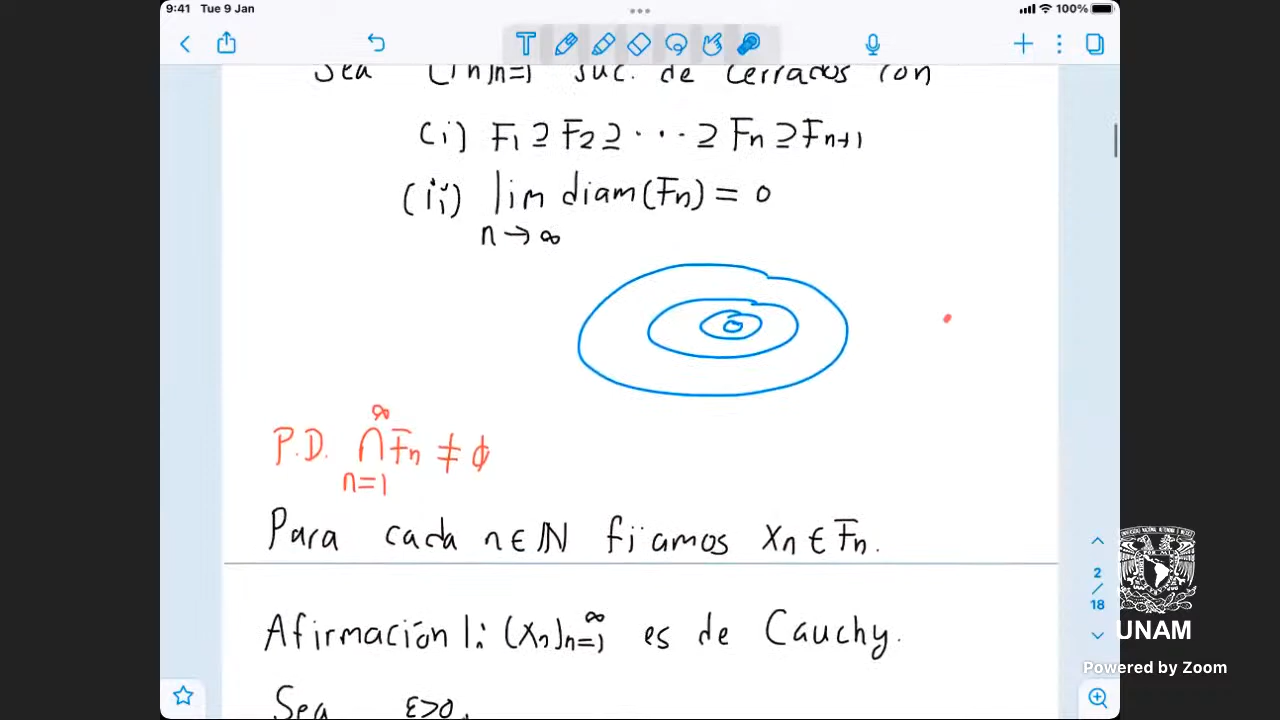 9:41 Tue 9 Jan
100%
Sea (Fn)n=1 suc. de cerrados con
(i) F1 ⊇ F2 ⊇ ··· ⊇ Fn ⊇ Fn+1
(ii) lim diam(Fn) = 0
n → ∞
∞
P.D. ∩ Fn ≠ ∅
n=1
Para cada n ∈ ℕ fijamos xn ∈ Fn.
Afirmación 1: (xn)∞n=1 es de Cauchy.
Sea ε>0.
2
/
18
UNAM
Powered by Zoom